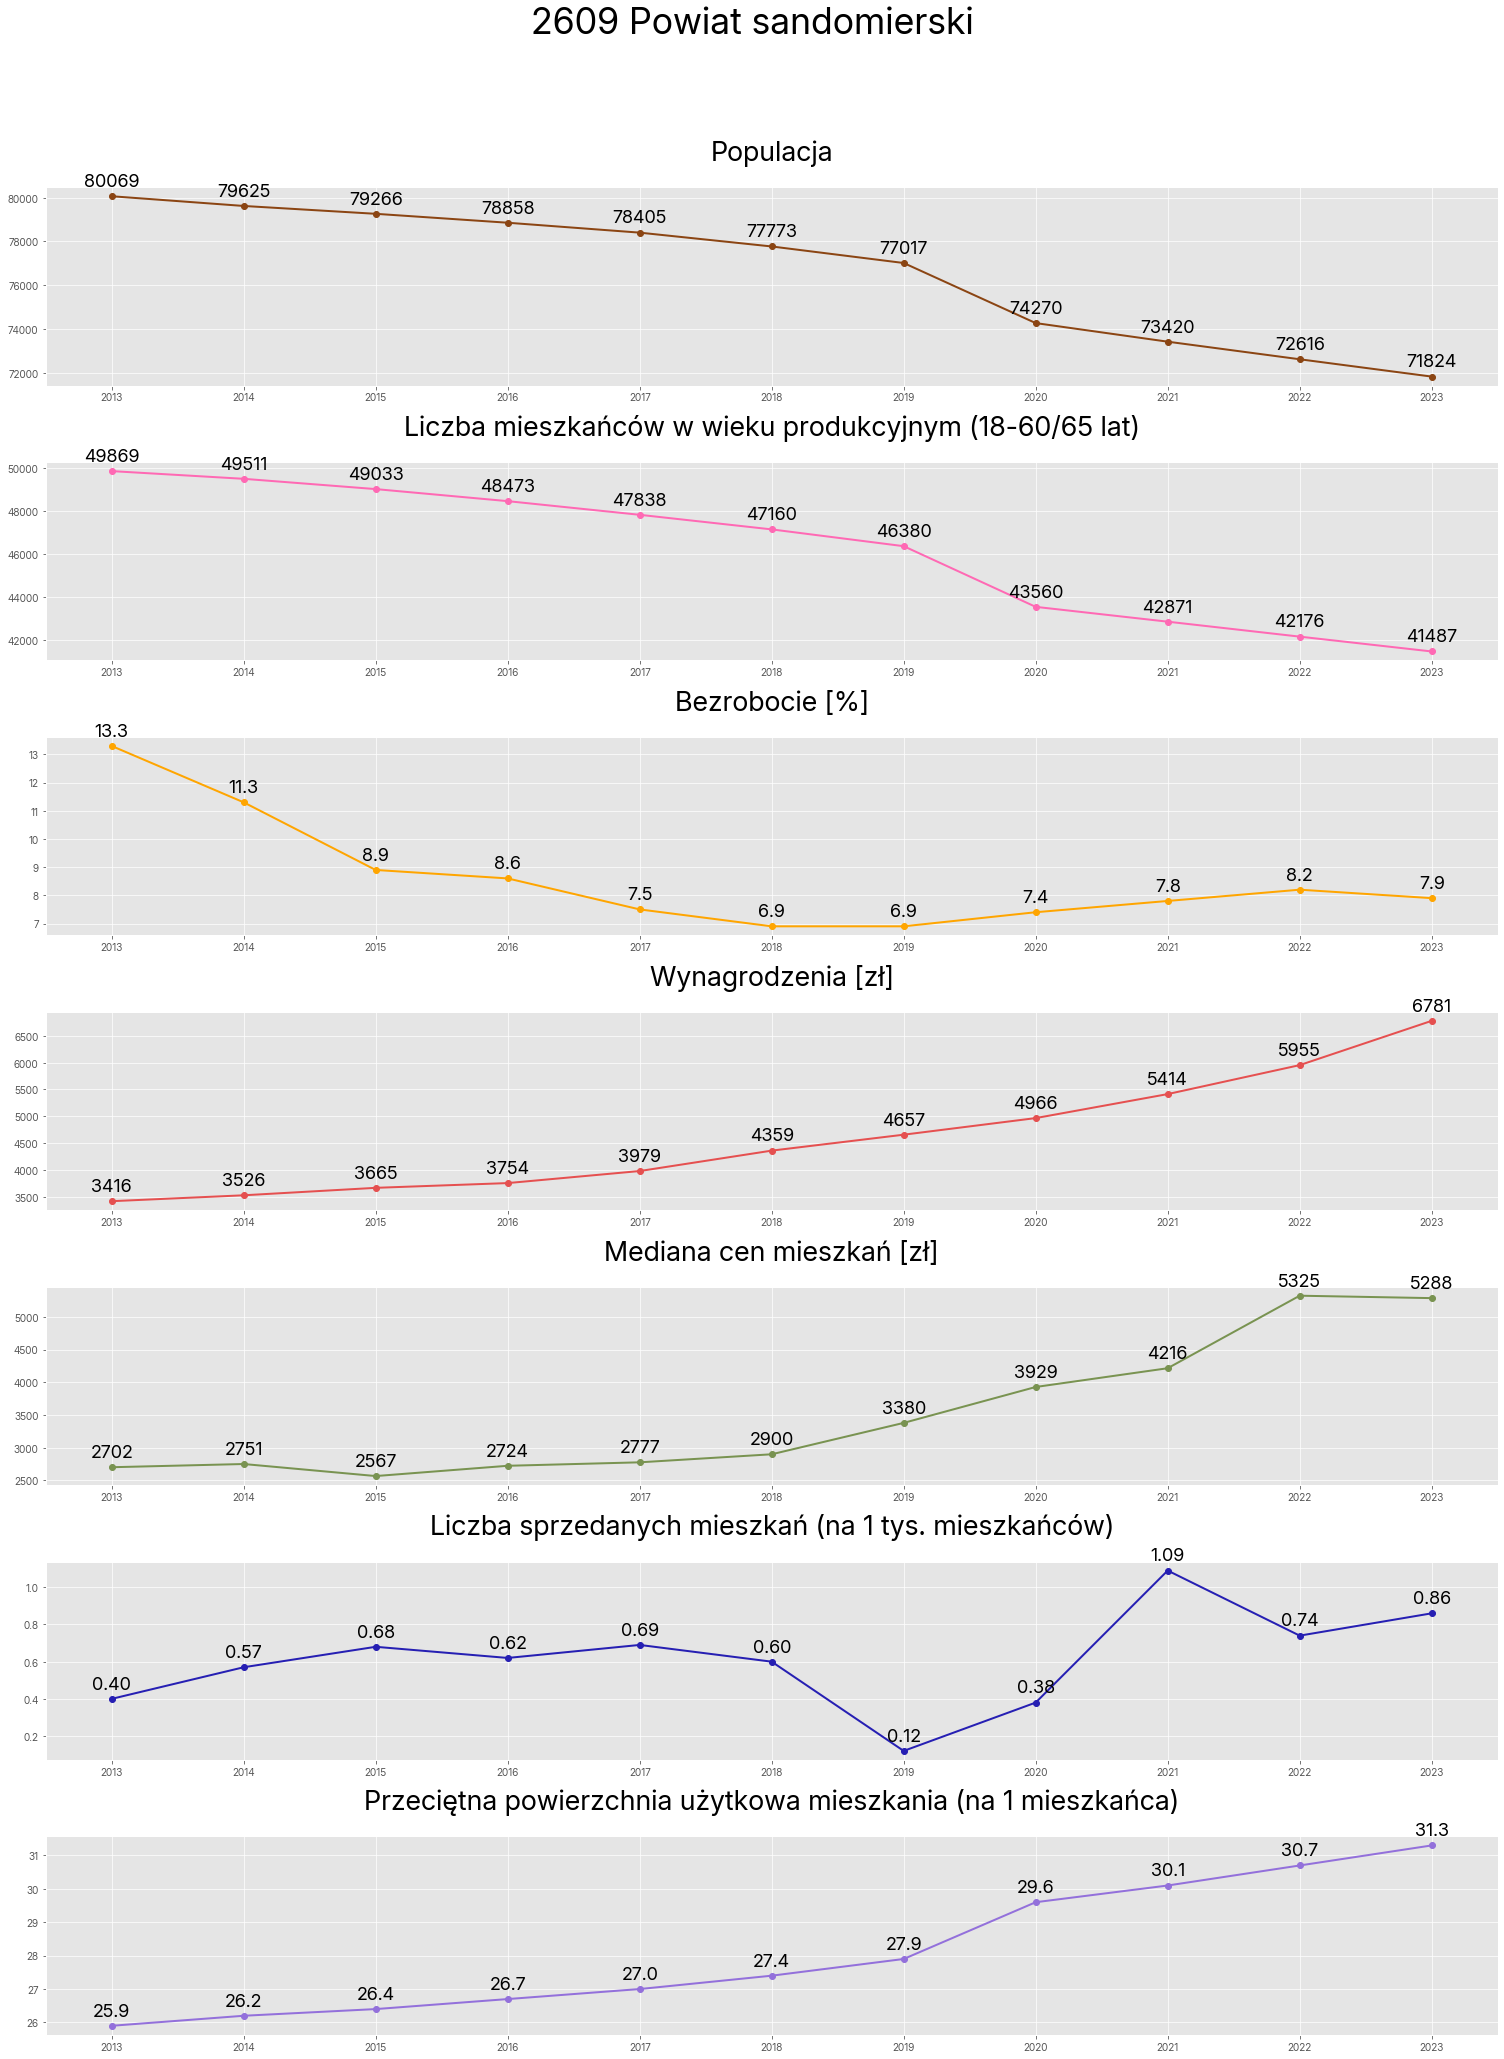 2609 Powiat sandomierski
Populacja
80069 79625 79266 78858 78405 77773 77017 74270 73420 72616 71824
80000
78000
76000
74000
72000
2013 2014 2015 2016 2017 2018 2019 2020 2021 2022 2023
Liczba mieszkańców w wieku produkcyjnym (18-60/65 lat)
49869 49511 49033 48473 47838 47160 46380 43560 42871 42176 41487
50000
48000
46000
44000
42000
2013 2014 2015 2016 2017 2018 2019 2020 2021 2022 2023
Bezrobocie [%]
13.3 11.3 8.9 8.6 7.5 6.9 6.9 7.4 7.8 8.2 7.9
13
12
11
10
9
8
7
2013 2014 2015 2016 2017 2018 2019 2020 2021 2022 2023
Wynagrodzenia [zł]
3416 3526 3665 3754 3979 4359 4657 4966 5414 5955 6781
6500
6000
5500
5000
4500
4000
3500
2013 2014 2015 2016 2017 2018 2019 2020 2021 2022 2023
Mediana cen mieszkań [zł]
2702 2751 2567 2724 2777 2900 3380 3929 4216 5325 5288
5000
4500
4000
3500
3000
2500
2013 2014 2015 2016 2017 2018 2019 2020 2021 2022 2023
Liczba sprzedanych mieszkań (na 1 tys. mieszkańców)
0.40 0.57 0.68 0.62 0.69 0.60 0.12 0.38 1.09 0.74 0.86
1.0
0.8
0.6
0.4
0.2
2013 2014 2015 2016 2017 2018 2019 2020 2021 2022 2023
Przeciętna powierzchnia użytkowa mieszkania (na 1 mieszkańca)
25.9 26.2 26.4 26.7 27.0 27.4 27.9 29.6 30.1 30.7 31.3
31
30
29
28
27
26
2013 2014 2015 2016 2017 2018 2019 2020 2021 2022 2023